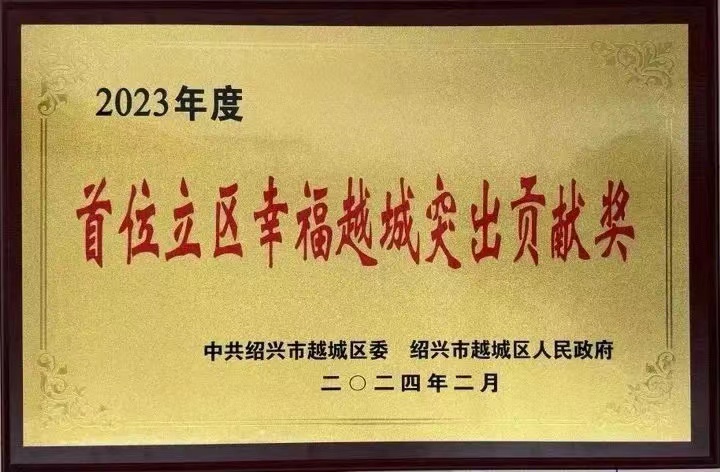 2023年度
首位立区幸福越城突出贡献奖
中共绍兴市越城区委 绍兴市越城区人民政府
二〇二四年二月